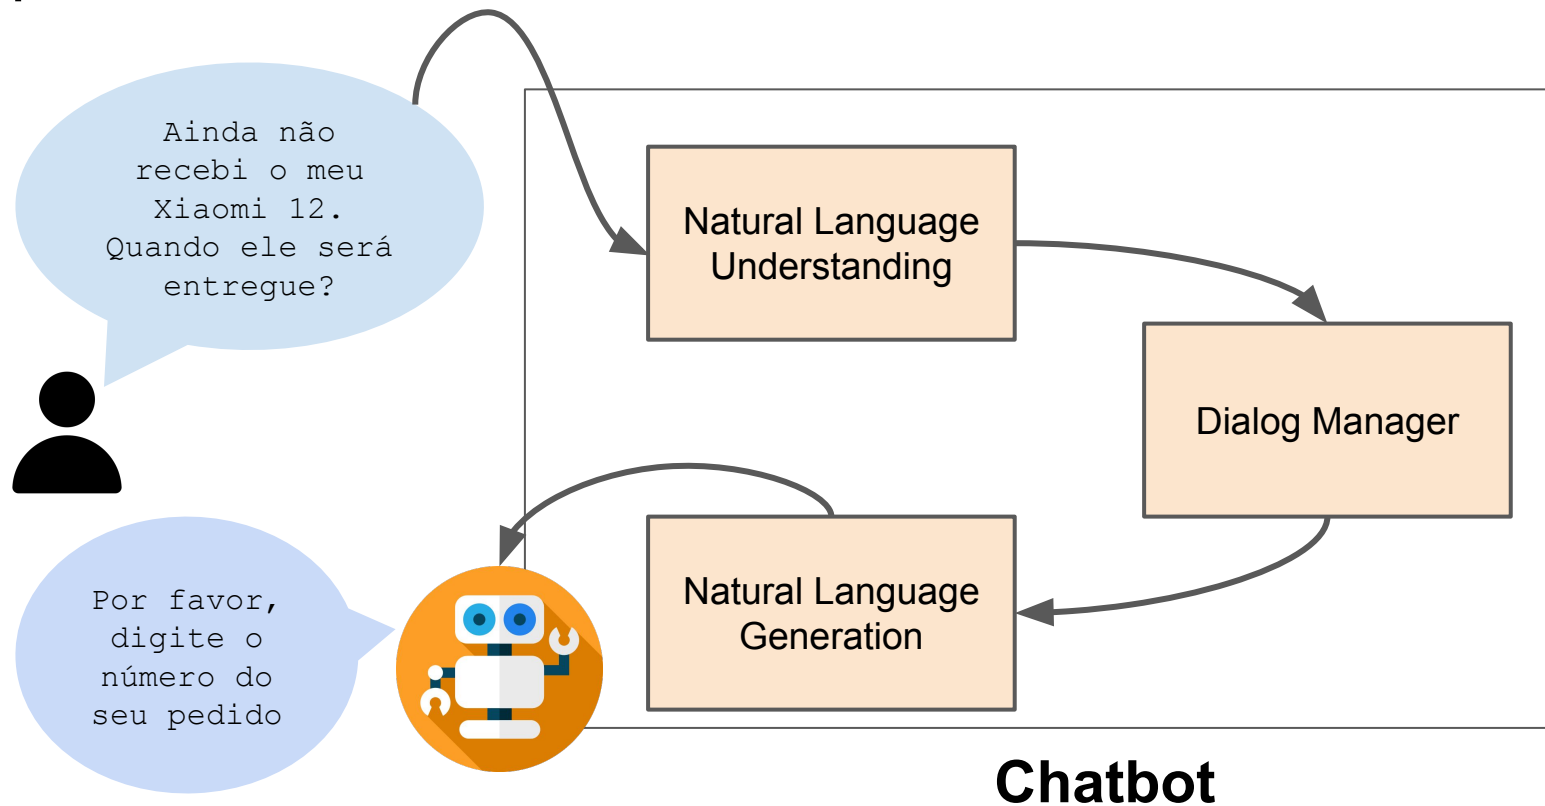 Ainda não
recebi o meu
Xiaomi 12.
Quando ele será
entregue?
Natural Language
Understanding
Dialog Manager
Natural Language
Generation
Por favor,
digite o
número do
seu pedido
Chatbot